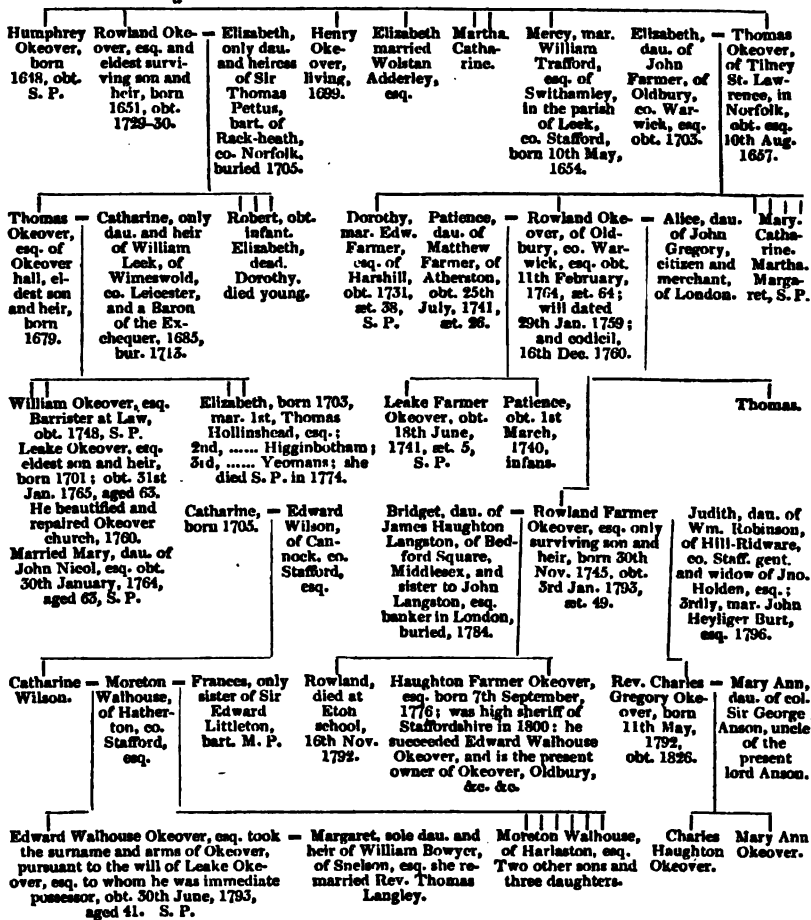 Humphrey
Okeover,
born
1648, obt.
S. P.
Rowland Oke-
over, esq. and
eldest survi-
ving son and
heir, born
1651, obt.
1729-30.
Elizabeth,
only dau.
and heiress
of Sir
Thomas
Pettus,
bart. of
Rack-heath,
co. Norfolk,
buried 1705.
Henry
Oke-
over,
living,
1699.
Elizabeth
married
Wolstan
Adderley,
esq.
Martha.
Catha-
rine.
Mercy, mar.
William
Trafford,
esq. of
Swithamley,
in the parish
of Leek,
co. Stafford,
born 10th May,
1654.
Elizabeth,
dau. of
John
Farmer, of
Oldbury,
co. War-
wick, esq.
obt. 1703.
Thomas
Okeover,
of Tilney
St. Law-
rence, in
Norfolk,
obt. esq.
10th Aug.
1657.
Thomas
Okeover,
esq. of
Okeover
hall, el-
dest son
and heir,
born
1679.
Catharine, only
dau. and heir
of William
Leek, of
Wimeswold,
co. Leicester,
and a Baron
of the Ex-
chequer, 1685,
bur. 1713.
Robert, obt.
infant.
Elizabeth,
dead.
Dorothy.
died young.
Dorothy,
mar. Edw.
Farmer,
esq. of
Harshill,
obt. 1731,
æt. 38,
S. P.
Patience,
dau. of
Matthew
Farmer, of
Atherston,
obt. 25th
July, 1741,
æt. 26.
Rowland Oke-
over, of Old-
bury, co. War-
wick, esq. obt.
11th February,
1764, æt. 64;
will dated
29th Jan. 1759;
and codicil,
16th Dec. 1760.
Alice, dau.
of John
Gregory,
citizen and
merchant,
of London.
Mary.
Catha-
rine.
Martha.
Marga-
ret, S. P.
William Okeover, esq.
Barrister at Law,
obt. 1748, S. P.
Leake Okeover, esq.
eldest son and heir,
born 1701; obt. 31st
Jan. 1765, aged 63.
He beautified and
repaired Okeover
church, 1760.
Married Mary, dau. of
John Nicol, esq. obt.
30th January, 1764,
aged 63, S. P.
Elizabeth, born 1703,
mar. 1st, Thomas
Hollinshead, esq.;
2nd, ...... Higginbotham;
3rd, ...... Yeomans; she
died S. P. in 1774.
Leake Farmer
Okeover, obt.
18th June,
1741, æt. 5,
S. P.
Patience,
obt. 1st
March,
1740,
infans.
Thomas.
Catharine,
born 1705.
Edward
Wilson,
of Can-
nock, co.
Stafford,
esq.
Bridget, dau. of
James Haughton
Langston, of Bed-
ford Square,
Middlesex, and
sister to John
Langston, esq.
banker in London,
buried, 1784.
Rowland Farmer
Okeover, esq. only
surviving son and
heir, born 30th
Nov. 1745, obt.
3rd Jan. 1793,
æt. 49.
Judith, dau. of
Wm. Robinson,
of Hill-Ridware,
co. Staff. gent.
and widow of Jno.
Holden, esq.;
3rdly, mar. John
Heyliger Burt,
esq. 1796.
Catharine
Wilson.
Moreton
Walhouse,
of Hather-
ton, co.
Stafford,
esq.
Frances, only
sister of Sir
Edward
Littleton,
bart. M. P.
Rowland,
died at
Eton
school,
16th Nov.
1792.
Haughton Farmer Okeover,
esq. born 7th September,
1776; was high sheriff of
Staffordshire in 1800: he
succeeded Edward Walhouse
Okeover, and is the present
owner of Okeover, Oldbury,
&c. &c.
Rev. Charles
Gregory Oke-
over, born
11th May,
1792,
obt. 1826.
Mary Ann,
dau. of col.
Sir George
Anson, uncle
of the
present
lord Anson.
Edward Walhouse Okeover, esq. took
the surname and arms of Okeover,
pursuant to the will of Leake Oke-
over, esq. to whom he was immediate
possessor, obt. 30th June, 1793,
aged 41. S. P.
Margaret, sole dau. and
heir of William Bowyer,
of Snelson, esq. she re-
married Rev. Thomas
Langley.
Moreton Walhouse,
of Harlaston, esq.
Two other sons and
three daughters.
Charles
Haughton
Okeover.
Mary Ann
Okeover.